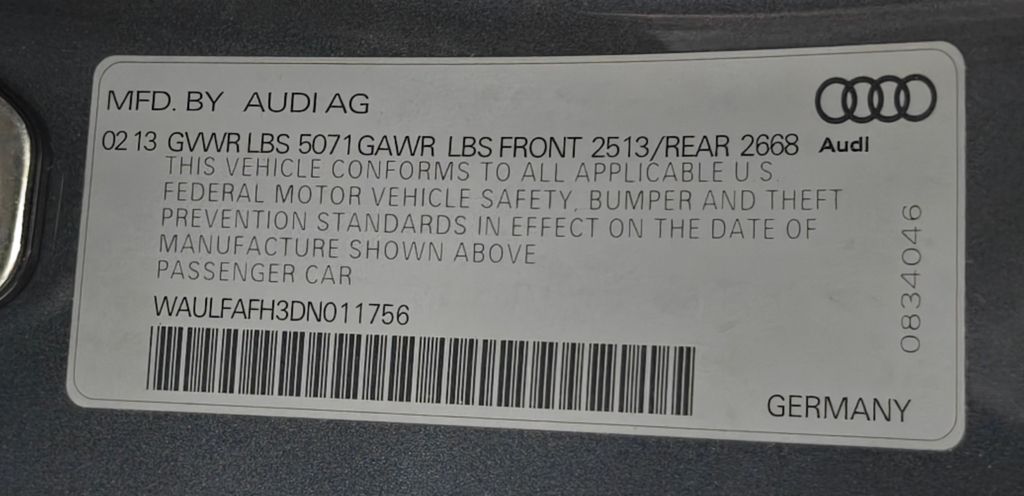 MFD. BY AUDI AG
0213 GVWR LBS 5071 GAWR LBS FRONT 2513/REAR 2668 Audi
THIS VEHICLE CONFORMS TO ALL APPLICABLE U.S.
FEDERAL MOTOR VEHICLE SAFETY, BUMPER AND THEFT
PREVENTION STANDARDS IN EFFECT ON THE DATE OF
MANUFACTURE SHOWN ABOVE
PASSENGER CAR
WAULFAFH3DN011756
0834046
GERMANY